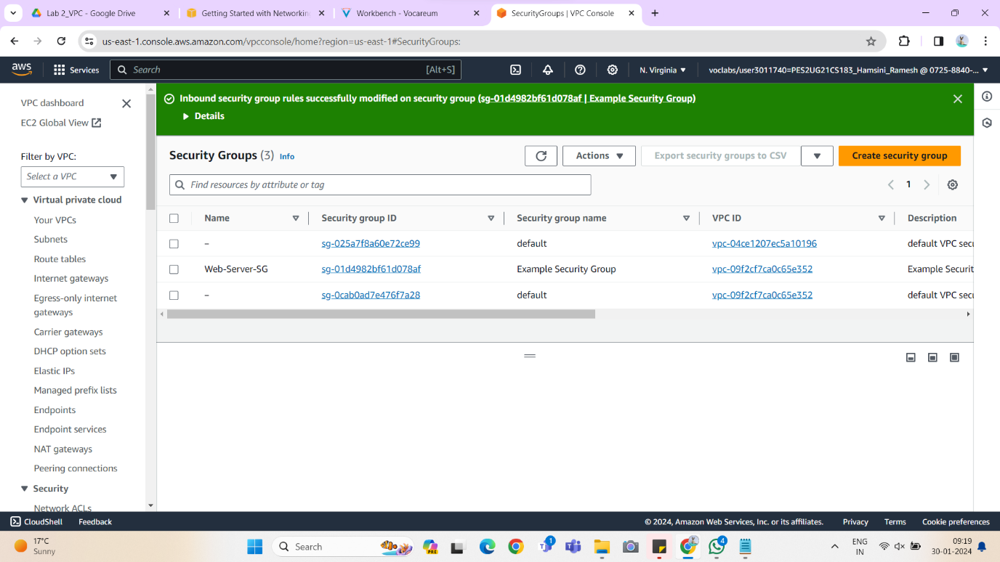 Lab 2_VPC - Google Drive
Getting Started with Networkin
Workbench - Vocareum
SecurityGroups | VPC Console
us-east-1.console.aws.amazon.com/vpcconsole/home?region=us-east-1#SecurityGroups:
aws
Services
Search
[Alt+S]
N. Virginia
voclabs/user3011740=PES2UG21CS183_Hamsini_Ramesh @ 0725-8840-...
VPC dashboard
EC2 Global View
Filter by VPC:
Select a VPC
Virtual private cloud
Your VPCs
Subnets
Route tables
Internet gateways
Egress-only internet
gateways
Carrier gateways
DHCP option sets
Elastic IPs
Managed prefix lists
Endpoints
Endpoint services
NAT gateways
Peering connections
Security
Network ACLs
Inbound security group rules successfully modified on security group (sg-01d4982bf61d078af | Example Security Group)
Details
Security Groups (3) Info
Actions
Export security groups to CSV
Create security group
Find resources by attribute or tag
1
Name Security group ID Security group name VPC ID Description
– sg-025a7f8a60e72ce99 default vpc-04ce1207ec5a10196 default VPC secu
Web-Server-SG sg-01d4982bf61d078af Example Security Group vpc-09f2cf7ca0c65e352 Example Securit
– sg-0cab0ad7e476f7a28 default vpc-09f2cf7ca0c65e352 default VPC secu
CloudShell
Feedback
© 2024, Amazon Web Services, Inc. or its affiliates.
Privacy
Terms
Cookie preferences
17°C
Sunny
Search
PRE
1
4
ENG
IN
09:19
30-01-2024